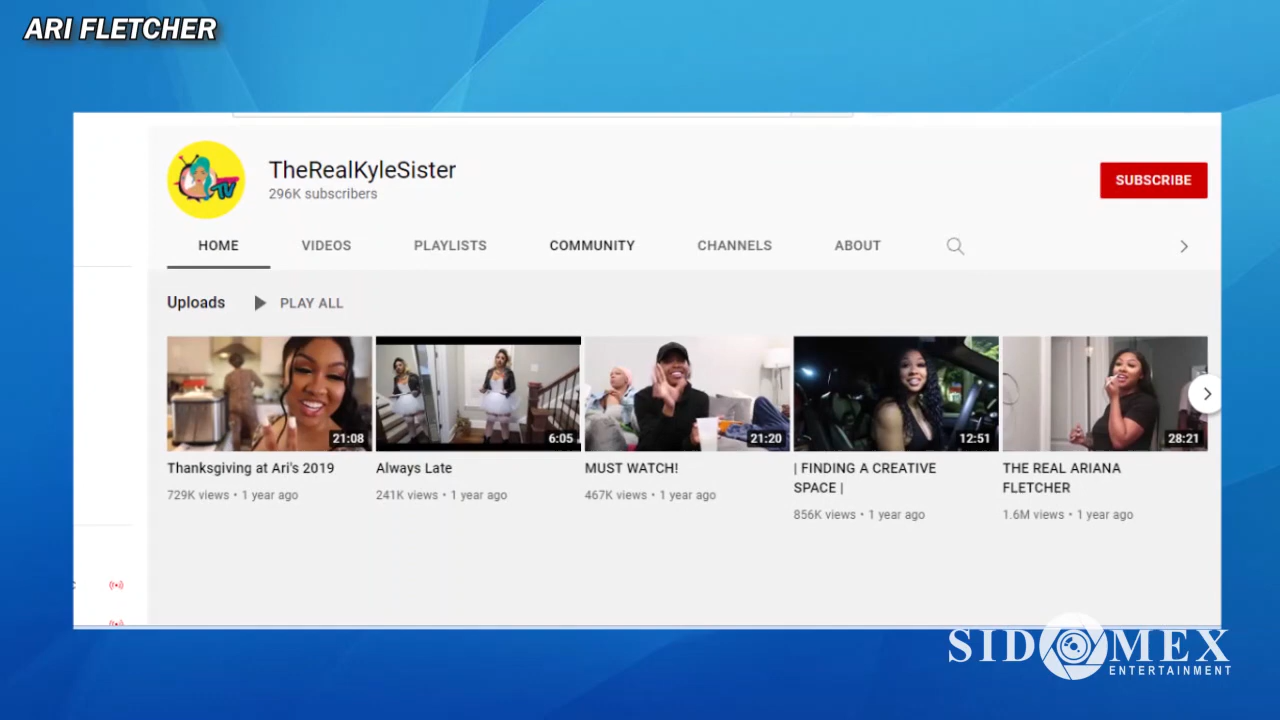 ARI FLETCHER
TV
TheRealKyleSister
296K subscribers
SUBSCRIBE
HOME VIDEOS PLAYLISTS COMMUNITY CHANNELS ABOUT
Uploads PLAY ALL
21:08 6:05 21:20 12:51 28:21
Thanksgiving at Ari's 2019
729K views • 1 year ago
Always Late
241K views • 1 year ago
MUST WATCH!
467K views • 1 year ago
| FINDING A CREATIVE
SPACE |
856K views • 1 year ago
THE REAL ARIANA
FLETCHER
1.6M views • 1 year ago
SIDOMEX
ENTERTAINMENT